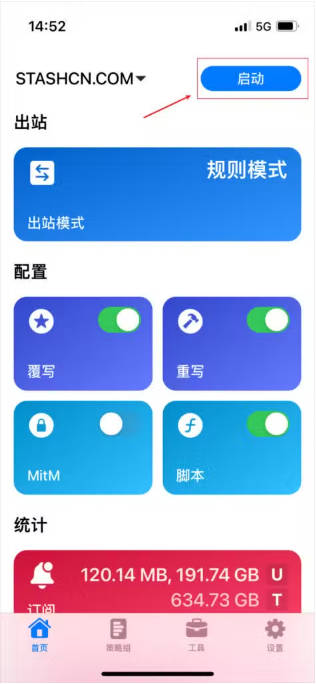 14:52
5G
STASHCN.COM
启动
出站
规则模式
出站模式
配置
覆写
重写
MitM
脚本
统计
120.14 MB, 191.74 GB U
634.73 GB T
订阅
首页
策略组
工具
设置